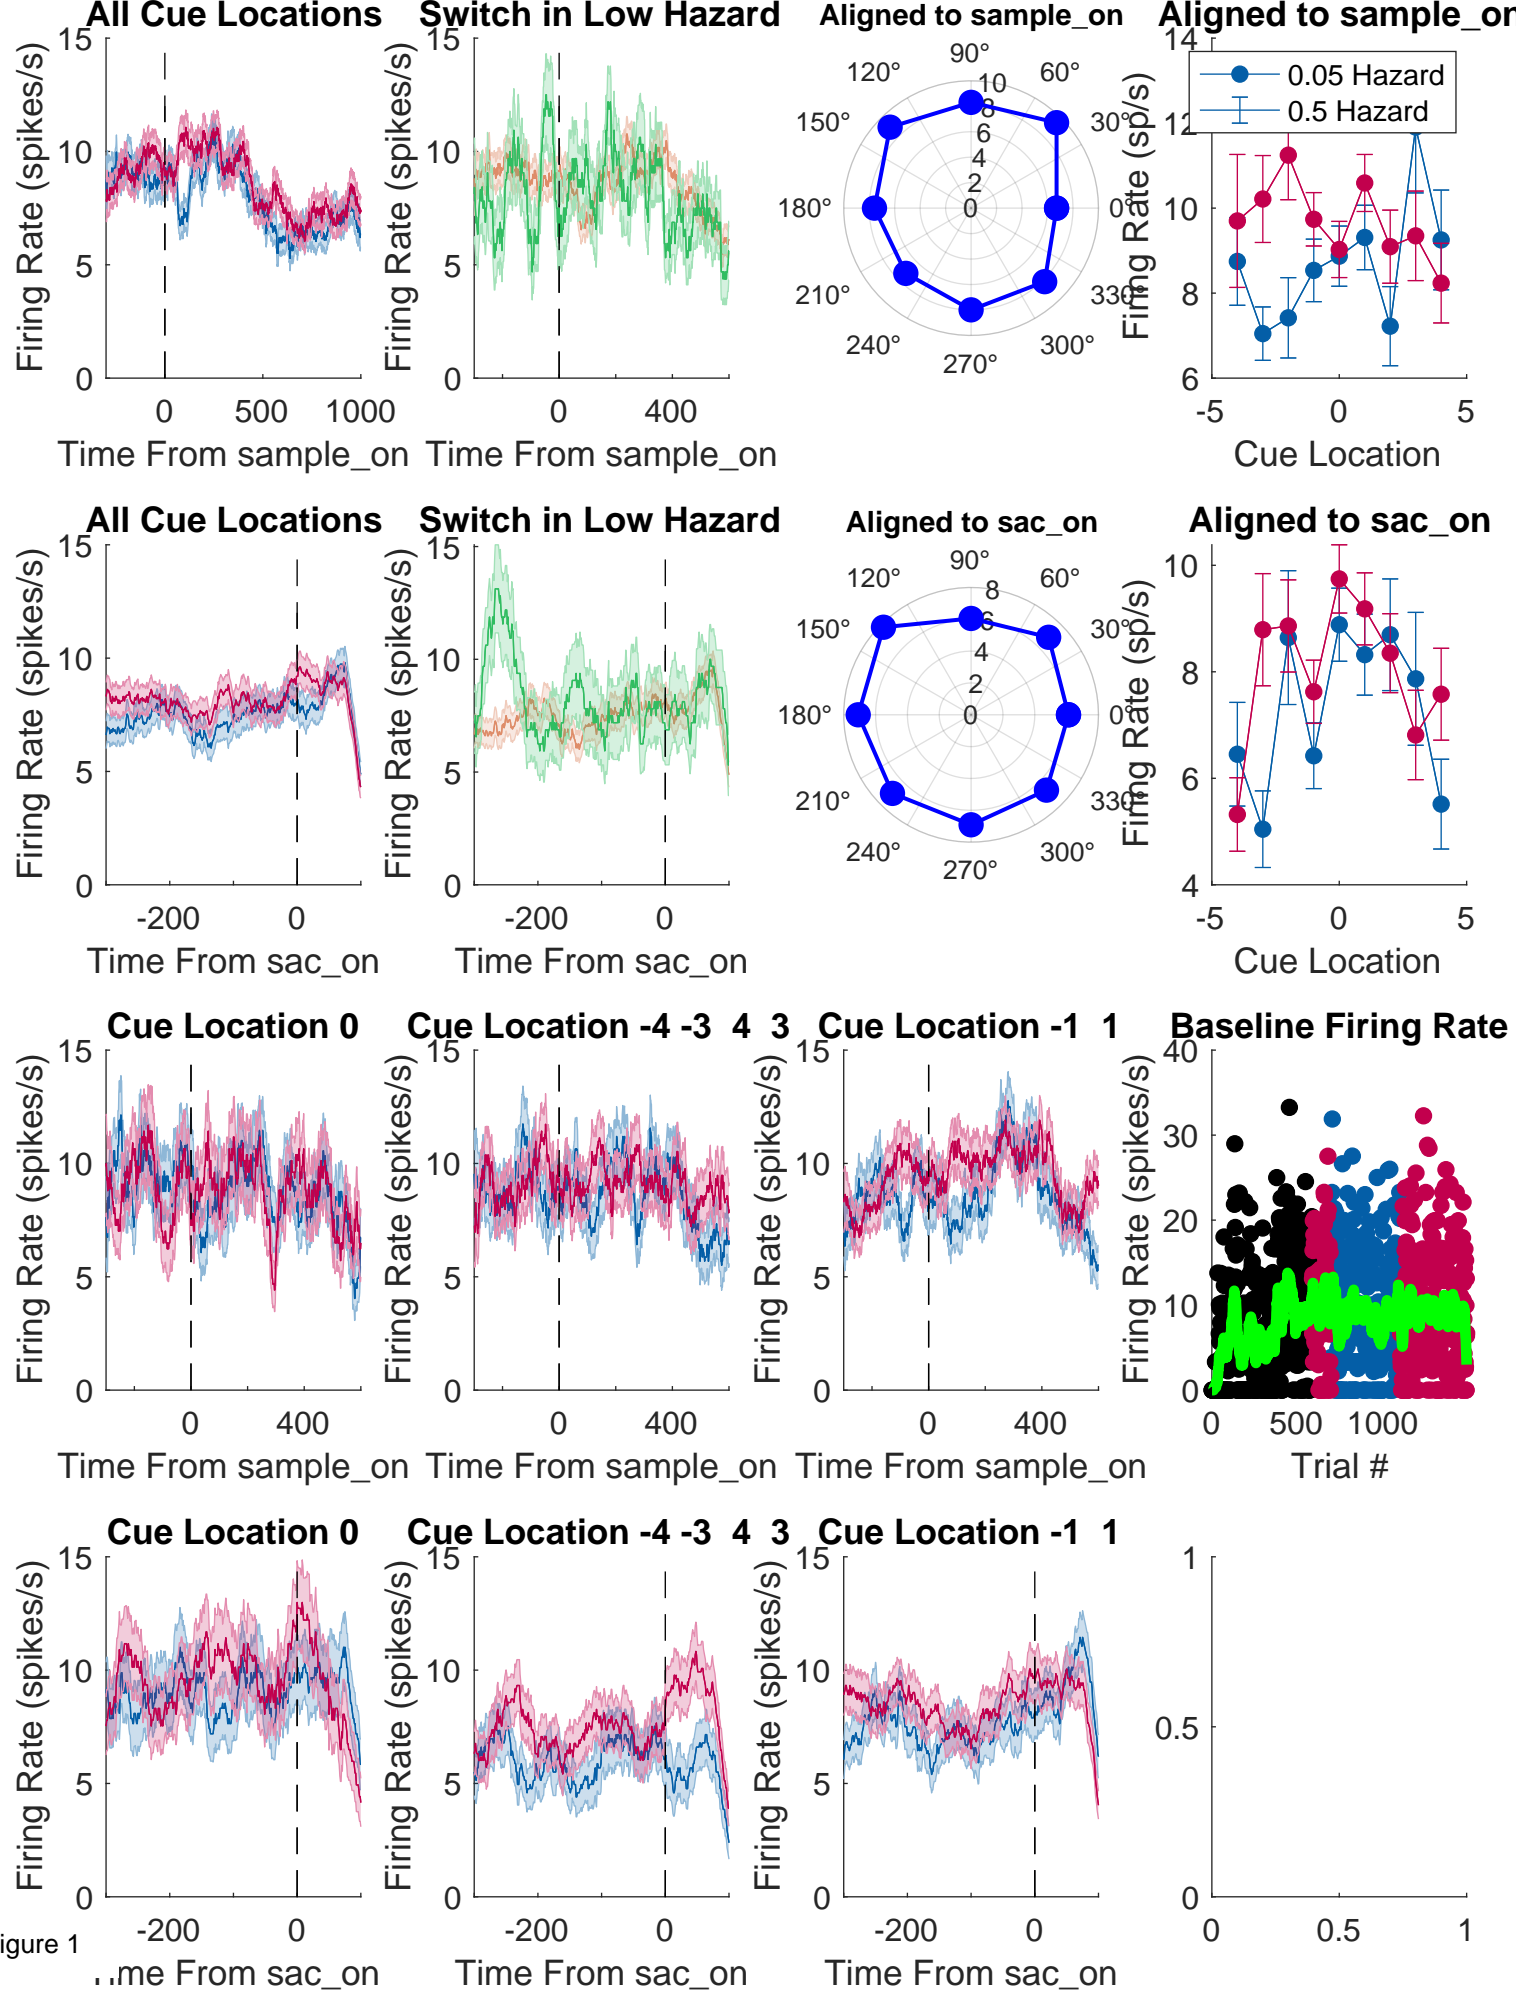 All Cue Locations
Switch in Low Hazard
Aligned to sample_on
Aligned to sample_on
Firing Rate (spikes/s)
15
10
5
0
0 500 1000
Time From sample_on
Firing Rate (spikes/s)
15
10
5
0
0 400
Time From sample_on
90°
120° 60°
150° 30°
180° 0°
210° 330°
240° 300°
270°
10
8
6
4
2
0
Firing Rate (sp/s)
14
12
10
8
6
-5 0 5
Cue Location
0.05 Hazard
0.5 Hazard
All Cue Locations
Switch in Low Hazard
Aligned to sac_on
Aligned to sac_on
Firing Rate (spikes/s)
15
10
5
0
-200 0
Time From sac_on
Firing Rate (spikes/s)
15
10
5
0
-200 0
Time From sac_on
90°
120° 60°
150° 30°
180° 0°
210° 330°
240° 300°
270°
8
6
4
2
0
Firing Rate (sp/s)
10
8
6
4
-5 0 5
Cue Location
Cue Location 0
Cue Location -4 -3 4 3
Cue Location -1 1
Baseline Firing Rate
Firing Rate (spikes/s)
15
10
5
0
0 400
Time From sample_on
Firing Rate (spikes/s)
15
10
5
0
0 400
Time From sample_on
Firing Rate (spikes/s)
15
10
5
0
0 400
Time From sample_on
Firing Rate (spikes/s)
40
30
20
10
0
0 500 1000
Trial #
Cue Location 0
Cue Location -4 -3 4 3
Cue Location -1 1
Firing Rate (spikes/s)
15
10
5
0
-200 0
Time From sac_on
Firing Rate (spikes/s)
15
10
5
0
-200 0
Time From sac_on
Firing Rate (spikes/s)
15
10
5
0
-200 0
Time From sac_on
1
0.5
0
0 0.5 1
igure 1